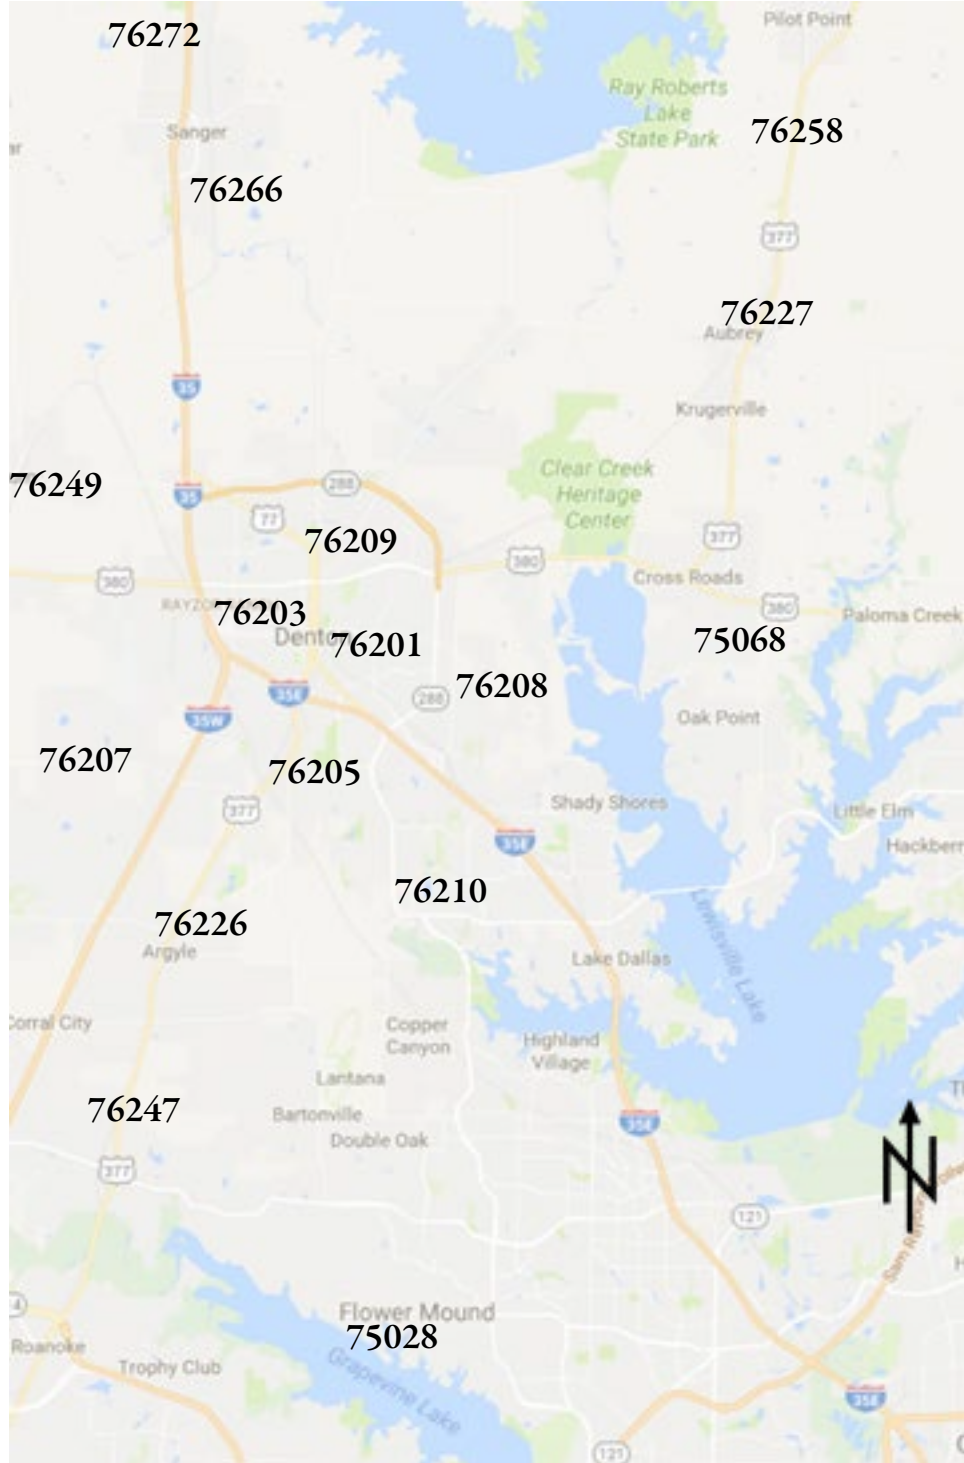 Pilot Point
76272
Ray Roberts
Lake
State Park
76258
Sanger
76266
377
76227
Aubrey
35
Krugerville
Clear Creek
Heritage
Center
76249
35
288
77
76209
377
380
380
Cross Roads
380
Paloma Creek
76203
Denton
76201
75068
76208
35E
288
35W
Oak Point
76207
76205
377
Shady Shores
Little Elm
35E
Hackberr
76210
76226
Argyle
Lewisville Lake
Lake Dallas
Corral City
Copper
Canyon
Highland
Village
Lantana
76247
Bartonville
Double Oak
35E
N
377
121
Sam Rayburn
4
Flower Mound
75028
Roanoke
Trophy Club
Grapevine Lake
35E
121